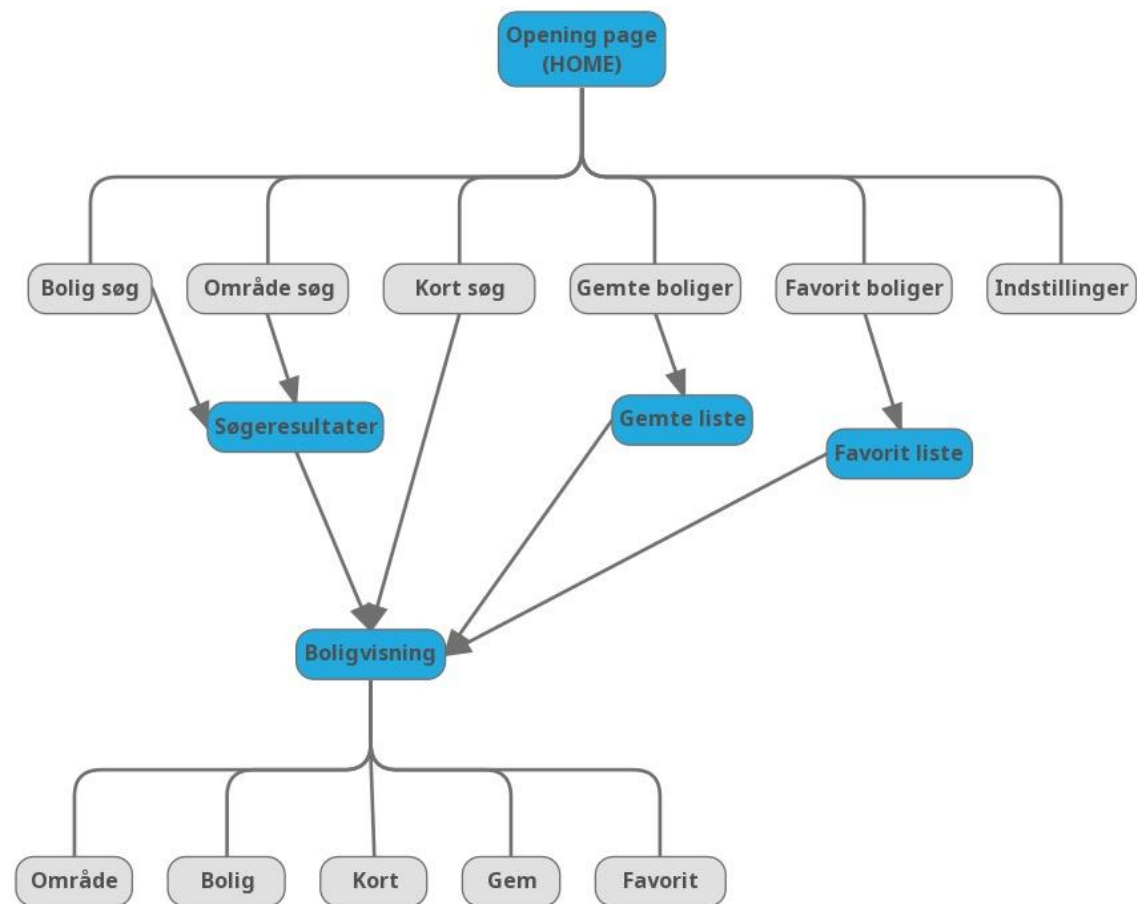 Opening page
(HOME)
Bolig søg
Område søg
Kort søg
Gemte boliger
Favorit boliger
Indstillinger
Søgeresultater
Gemte liste
Favorit liste
Boligvisning
Område
Bolig
Kort
Gem
Favorit